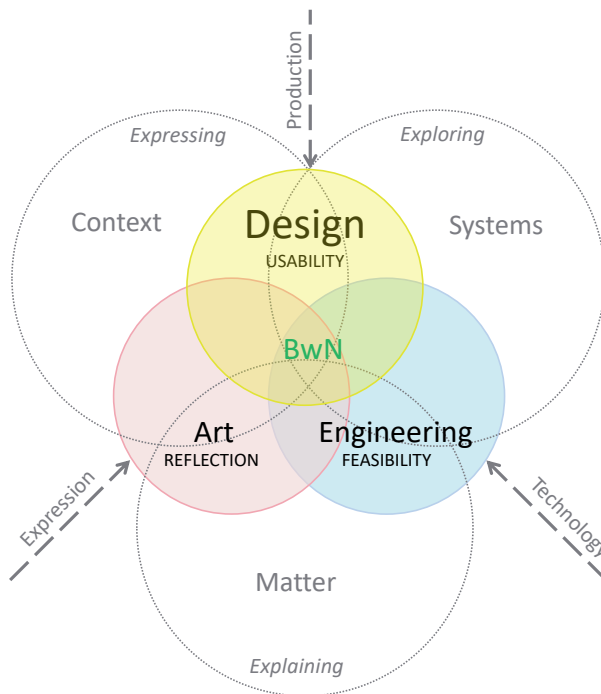 Production
Expressing
Exploring
Context
Design
USABILITY
Systems
BwN
Art
REFLECTION
Engineering
FEASIBILITY
Expression
Technology
Matter
Explaining